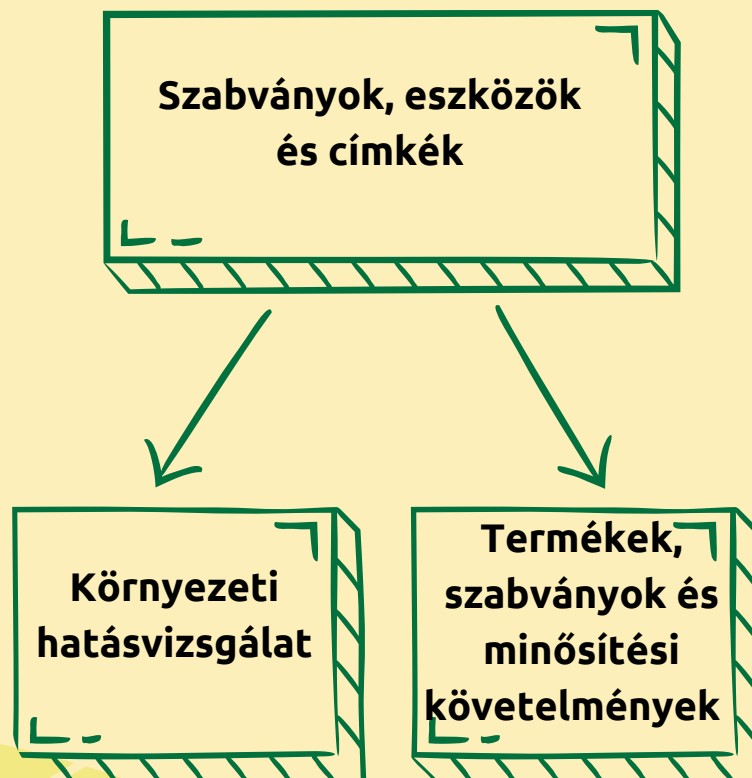 Szabványok, eszközök
és címkék
Környezeti
hatásvizsgálat
Termékek,
szabványok és
minősítési
követelmények